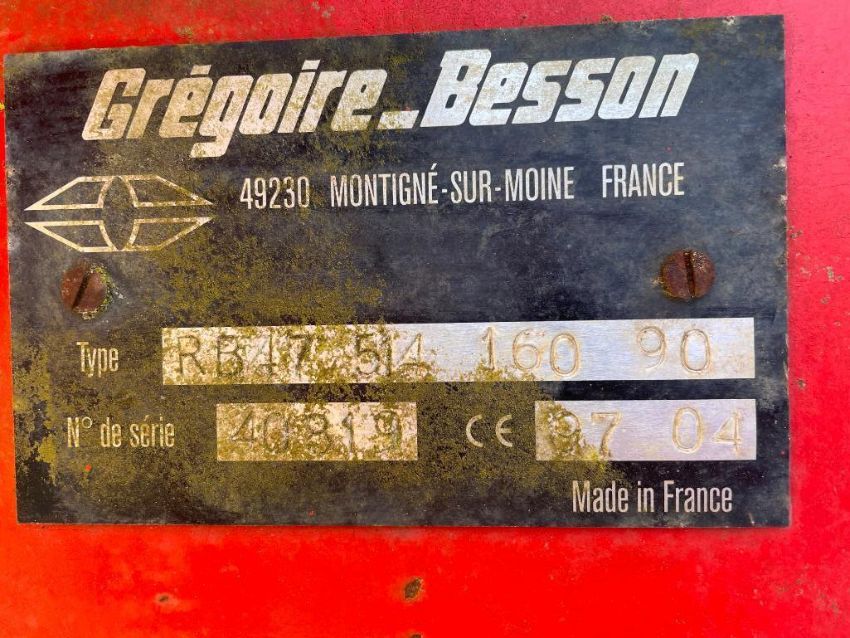 Grégoire_Besson
49230 MONTIGNÉ-SUR-MOINE FRANCE
Type RB47 514 160 90
N° de série 40819 CE 97 04
Made in France